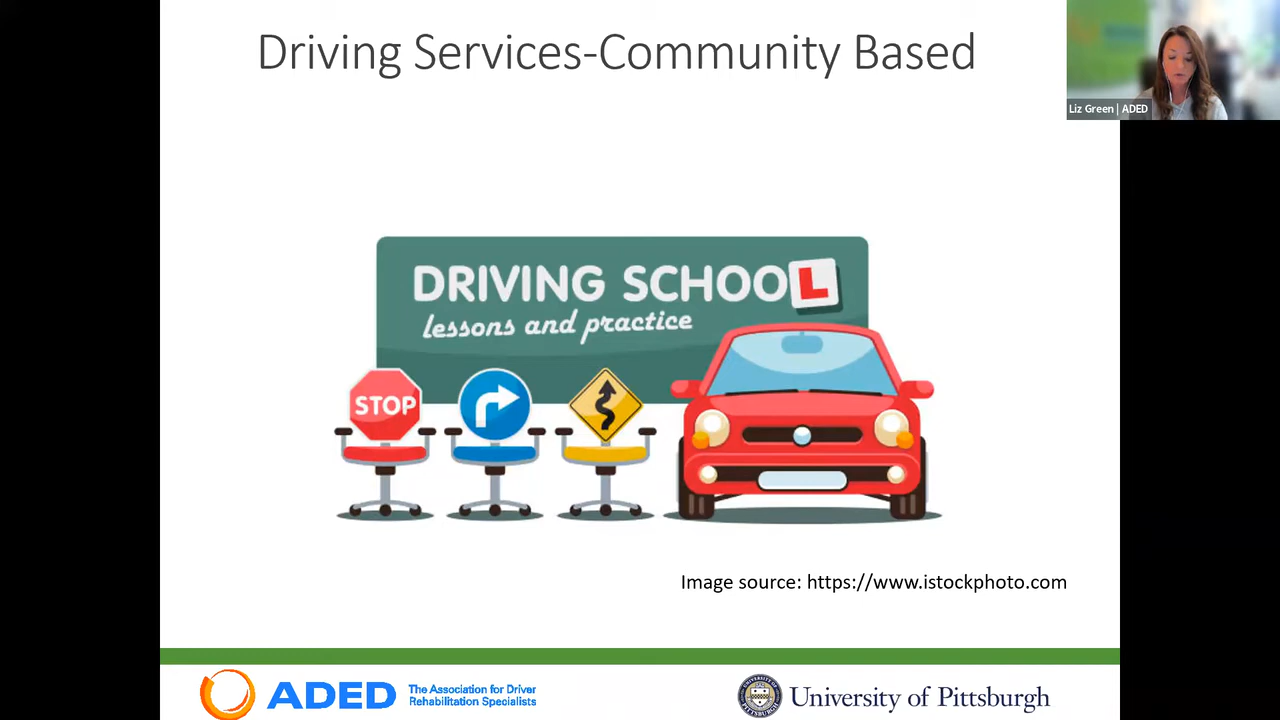 Driving Services-Community Based
Liz Green | ADED
DRIVING SCHOOL
lessons and practice
STOP
Image source: https://www.istockphoto.com
ADED
The Association for Driver
Rehabilitation Specialists
University of Pittsburgh